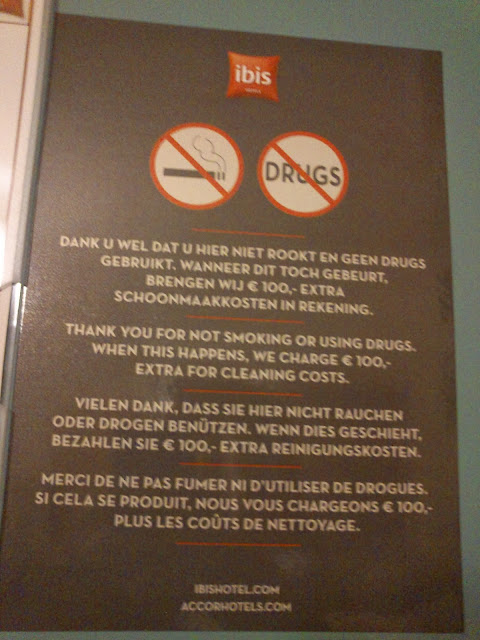 ibis
DRUGS
DANK U WEL DAT U HIER NIET ROOKT EN GEEN DRUGS
GEBRUIKT. WANNEER DIT TOCH GEBEURT,
BRENGEN WIJ € 100,- EXTRA
SCHOONMAAKKOSTEN IN REKENING.
THANK YOU FOR NOT SMOKING OR USING DRUGS.
WHEN THIS HAPPENS, WE CHARGE € 100,-
EXTRA FOR CLEANING COSTS.
VIELEN DANK, DASS SIE HIER NICHT RAUCHEN
ODER DROGEN BENÜTZEN. WENN DIES GESCHIEHT,
BEZAHLEN SIE € 100,- EXTRA REINIGUNGSKOSTEN.
MERCI DE NE PAS FUMER NI D'UTILISER DE DROGUES.
SI CELA SE PRODUIT, NOUS VOUS CHARGEONS € 100,-
PLUS LES COÛTS DE NETTOYAGE.
IBISHOTEL.COM
ACCORHOTELS.COM